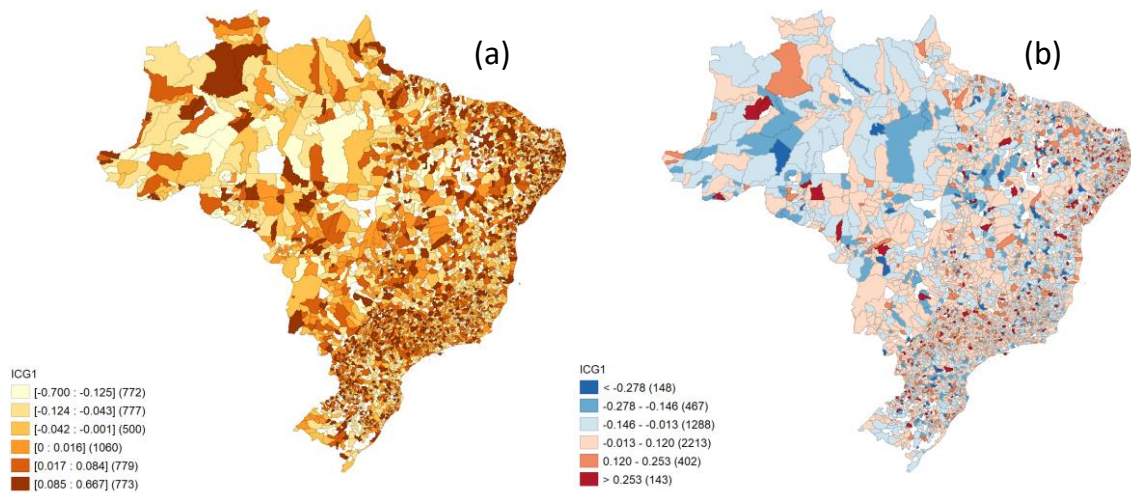 (a)
ICG1
[-0.700 : -0.125] (772)
[-0.124 : -0.043] (777)
[-0.042 : -0.001] (500)
[0 : 0.016] (1060)
[0.017 : 0.084] (779)
[0.085 : 0.667] (773)
(b)
ICG1
< -0.278 (148)
-0.278 - -0.146 (467)
-0.146 - -0.013 (1288)
-0.013 - 0.120 (2213)
0.120 - 0.253 (402)
> 0.253 (143)